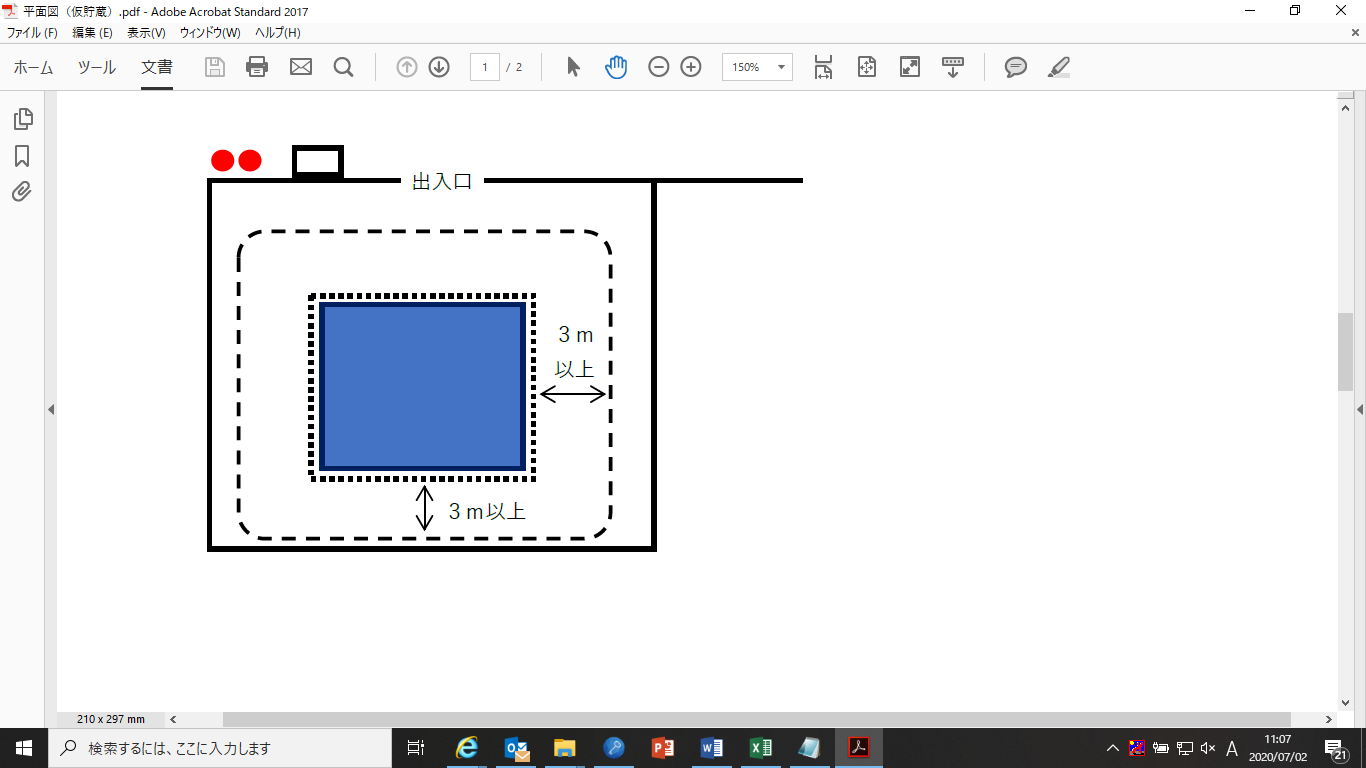 平面図（仮貯蔵）.pdf - Adobe Acrobat Standard 2017
ファイル(F) 編集(E) 表示(V) ウィンドウ(W) ヘルプ(H)
ホーム ツール 文書 1 / 2 150%
出入口
３ｍ
以上
３ｍ以上
210 x 297 mm
検索するには、ここに入力します
A 11:07
2020/07/02
21